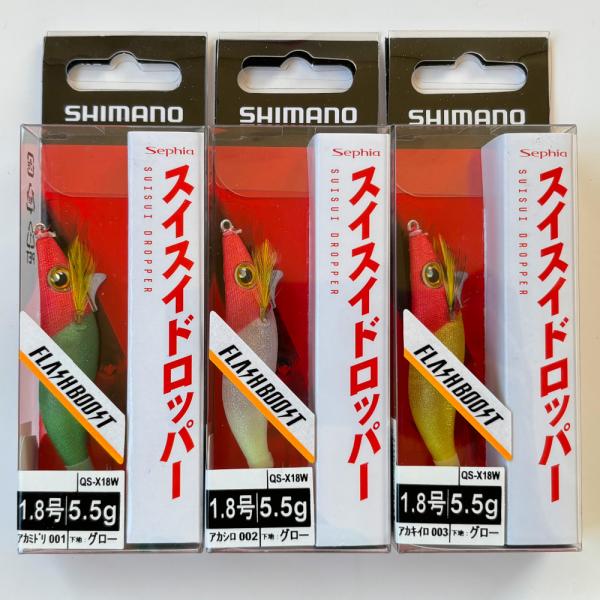 SHIMANO
Sephia
SUISUI DROPPER
スイスイドロッパー
FLASHBOOST
QS-X18W
1.8号 5.5g
アカミドリ 001 下地：グロー
SHIMANO
Sephia
SUISUI DROPPER
スイスイドロッパー
FLASHBOOST
QS-X18W
1.8号 5.5g
アカシロ 002 下地：グロー
SHIMANO
Sephia
SUISUI DROPPER
スイスイドロッパー
FLASHBOOST
QS-X18W
1.8号 5.5g
アカキイロ 003 下地：グロー